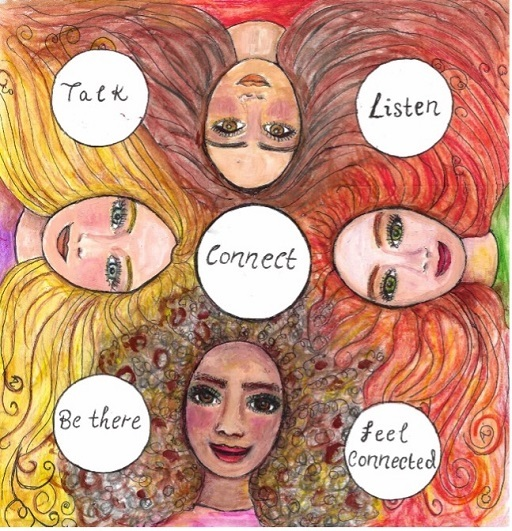 Talk
Listen
Connect
Be there
Feel
Connected